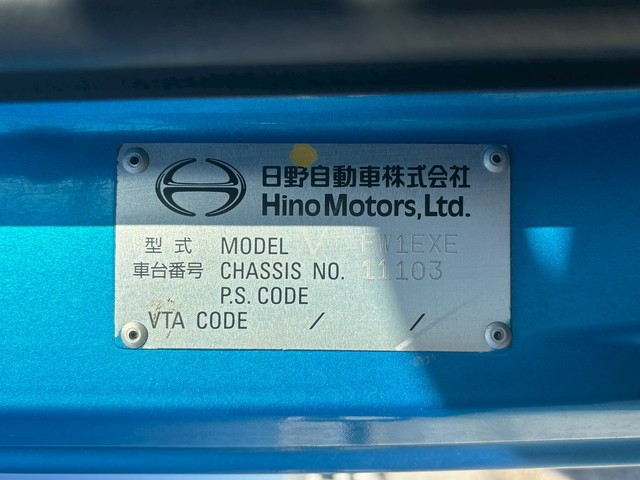 日野自動車株式会社
Hino Motors, Ltd.
型式 MODEL FW1EXE
車台番号 CHASSIS NO. 11103
P.S. CODE
VTA CODE / /